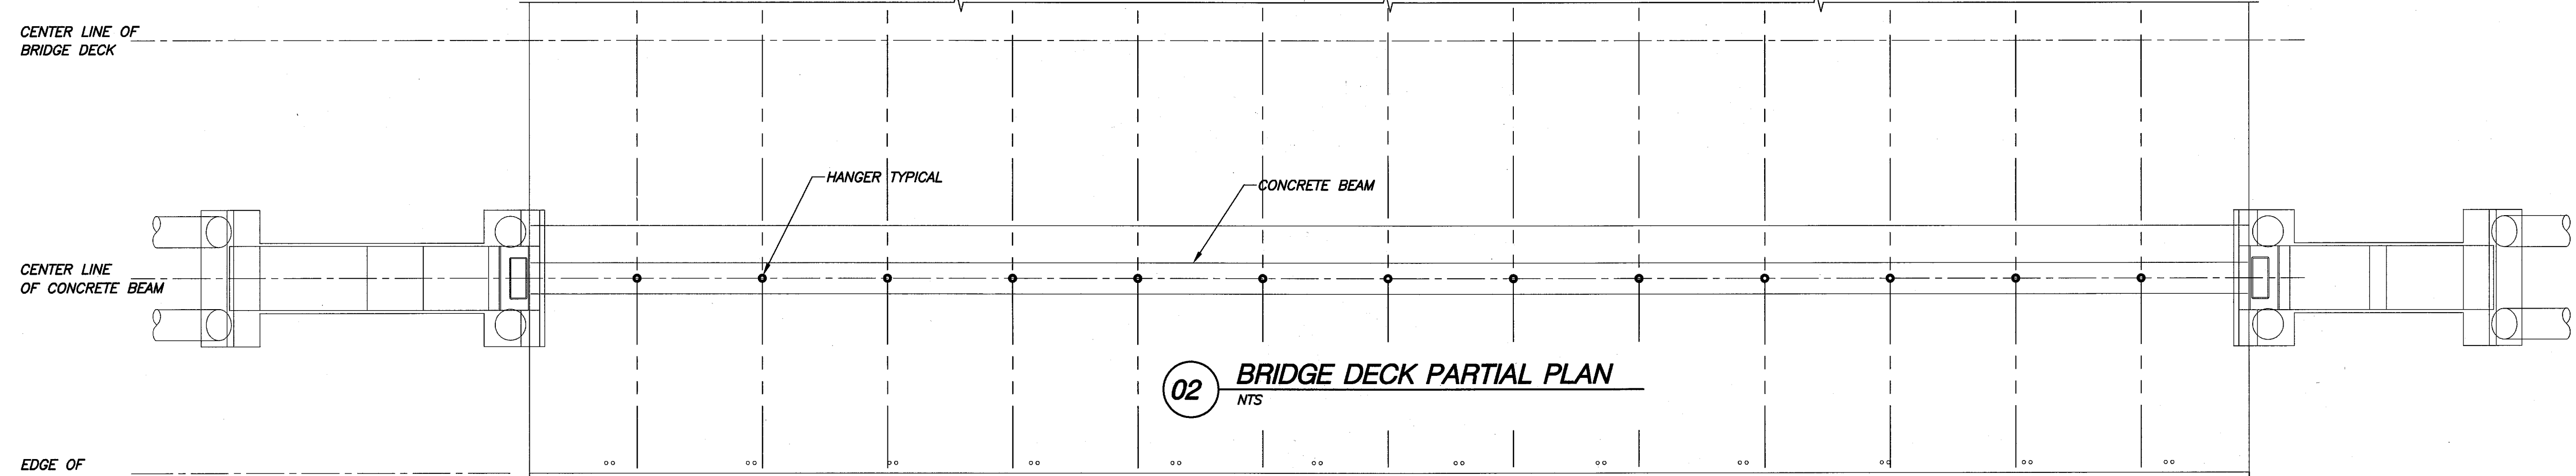 CENTER LINE OF
BRIDGE DECK
HANGER TYPICAL
CONCRETE BEAM
CENTER LINE
OF CONCRETE BEAM
02 BRIDGE DECK PARTIAL PLAN
NTS
EDGE OF